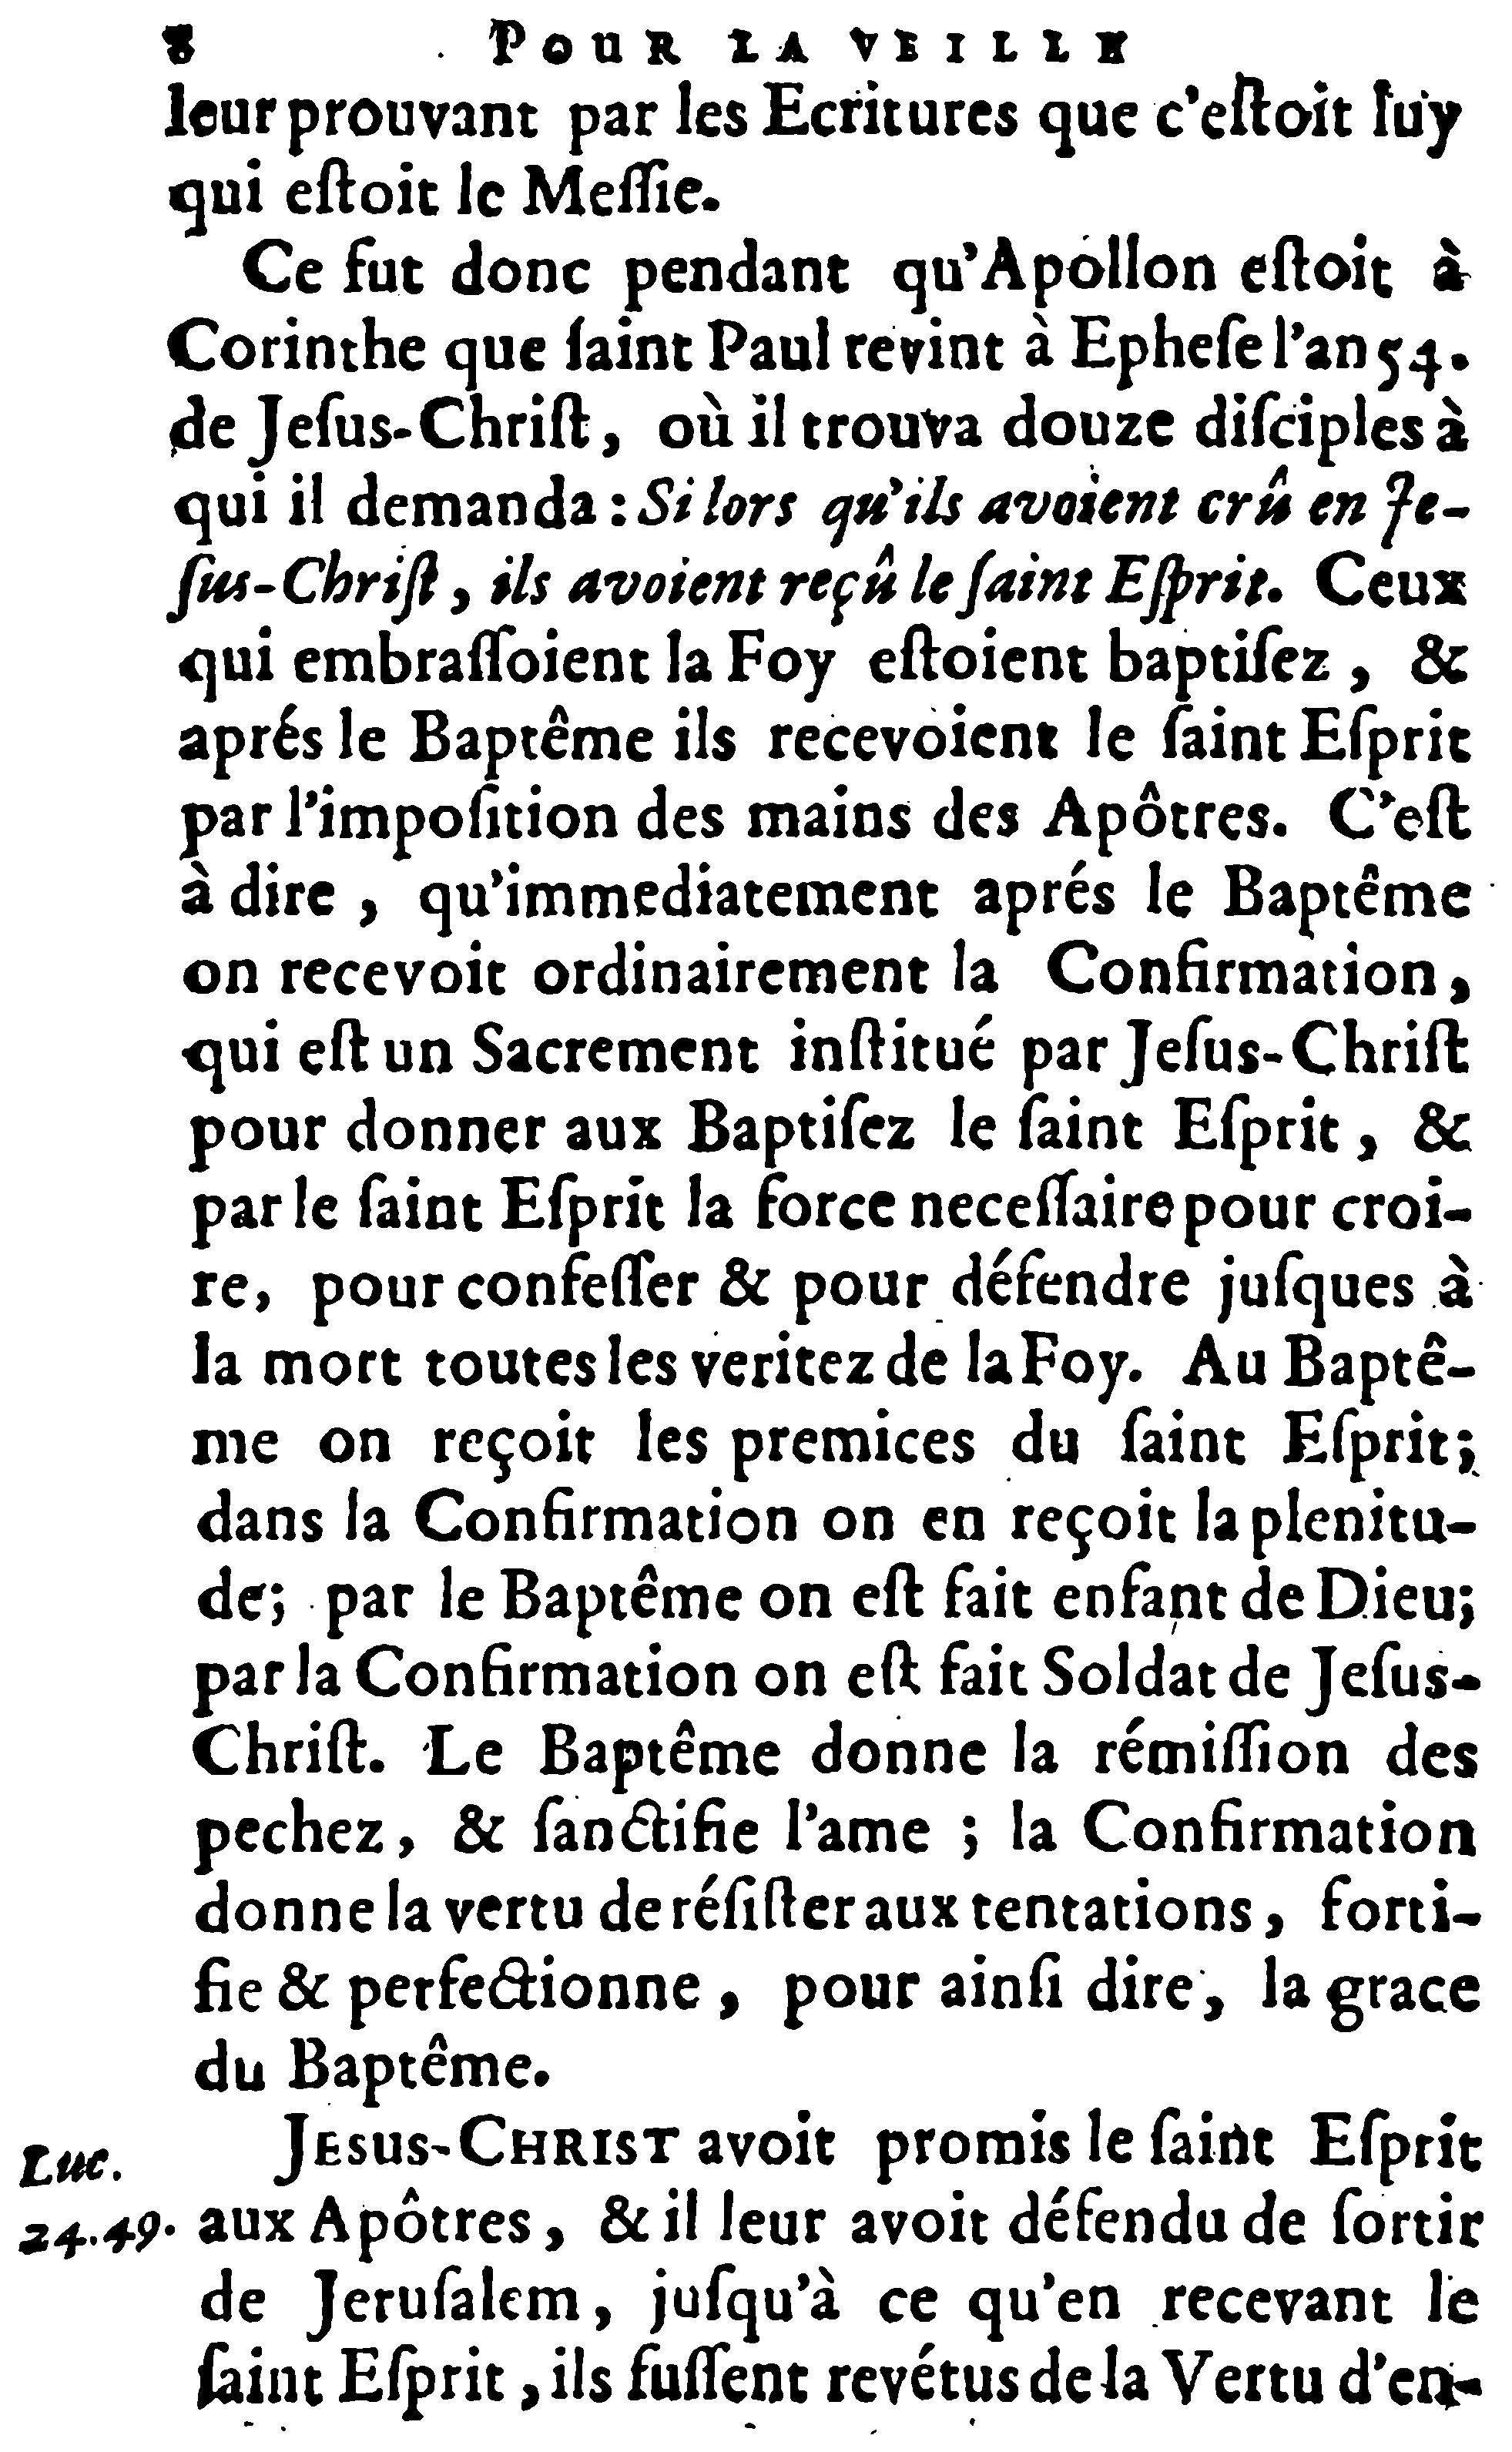 8 POUR LA VEILLE
leur prouvant par les Ecritures que c'eſtoit luy
qui eſtoit le Meſſie.
Ce fut donc pendant qu'Apollon eſtoit à
Corinthe que ſaint Paul revint à Epheſe l'an 54.
de Jeſus-Chriſt, où il trouva douze diſciples à
qui il demanda : Si lors qu'ils avoient crû en Je-
ſus-Chriſt, ils avoient reçû le ſaint Eſprit. Ceux
qui embraſſoient la Foy eſtoient baptiſez, &
aprés le Baptême ils recevoient le ſaint Eſprit
par l'impoſition des mains des Apôtres. C'eſt
à dire, qu'immediatement aprés le Baptême
on recevoit ordinairement la Confirmation,
qui eſt un Sacrement inſtitué par Jeſus-Chriſt
pour donner aux Baptiſez le ſaint Eſprit, &
par le ſaint Eſprit la force neceſſaire pour croi-
re, pour confeſſer & pour défendre juſques à
la mort toutes les veritez de la Foy. Au Baptê-
me on reçoit les premices du ſaint Eſprit;
dans la Confirmation on en reçoit la plenitu-
de; par le Baptême on eſt fait enfant de Dieu;
par la Confirmation on eſt fait Soldat de Jeſus-
Chriſt. Le Baptême donne la rémiſſion des
pechez, & ſanctifie l'ame ; la Confirmation
donne la vertu de réſiſter aux tentations, forti-
fie & perfectionne, pour ainſi dire, la grace
du Baptême.
JESUS-CHRIST avoit promis le ſaint Eſprit
Luc.
24.49. aux Apôtres, & il leur avoit défendu de ſortir
de Jeruſalem, juſqu'à ce qu'en recevant le
ſaint Eſprit, ils fuſſent revétus de la Vertu d'en-